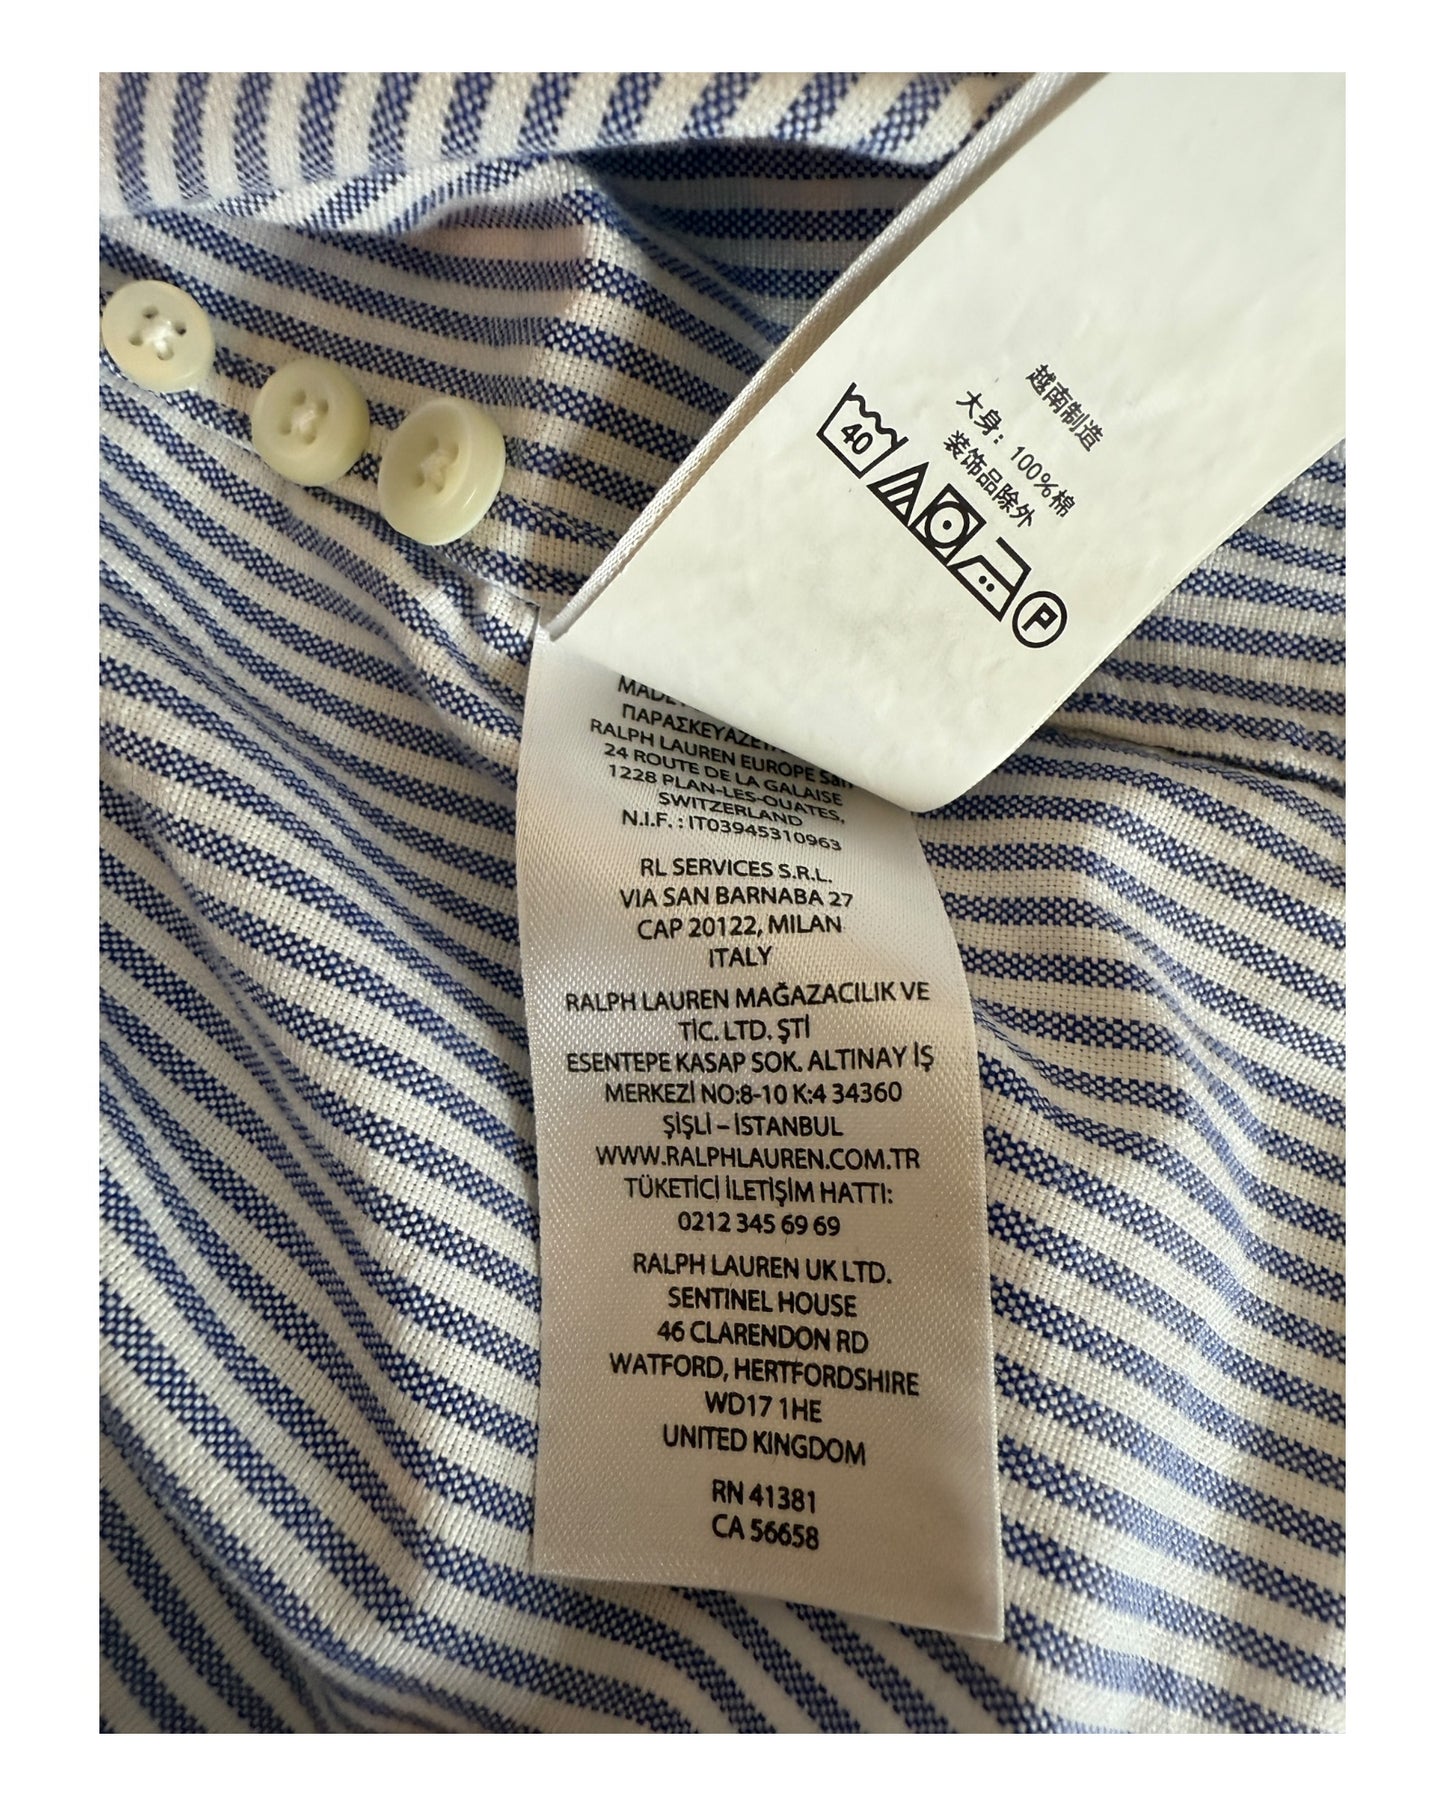 越南制造
大身：100%棉
装饰品除外
40
P
ΠΑΡΑΣΚΕΥΑΖΕΤΑΙ
RALPH LAUREN EUROPE Sàrl
24 ROUTE DE LA GALAISE
1228 PLAN-LES-OUATES,
SWITZERLAND
N.I.F. : IT03945310963
RL SERVICES S.R.L.
VIA SAN BARNABA 27
CAP 20122, MILAN
ITALY
RALPH LAUREN MAĞAZACILIK VE
TİC. LTD. ŞTİ
ESENTEPE KASAP SOK. ALTINAY İŞ
MERKEZİ NO:8-10 K:4 34360
ŞİŞLİ – İSTANBUL
WWW.RALPHLAUREN.COM.TR
TÜKETİCİ İLETİŞİM HATTI:
0212 345 69 69
RALPH LAUREN UK LTD.
SENTINEL HOUSE
46 CLARENDON RD
WATFORD, HERTFORDSHIRE
WD17 1HE
UNITED KINGDOM
RN 41381
CA 56658